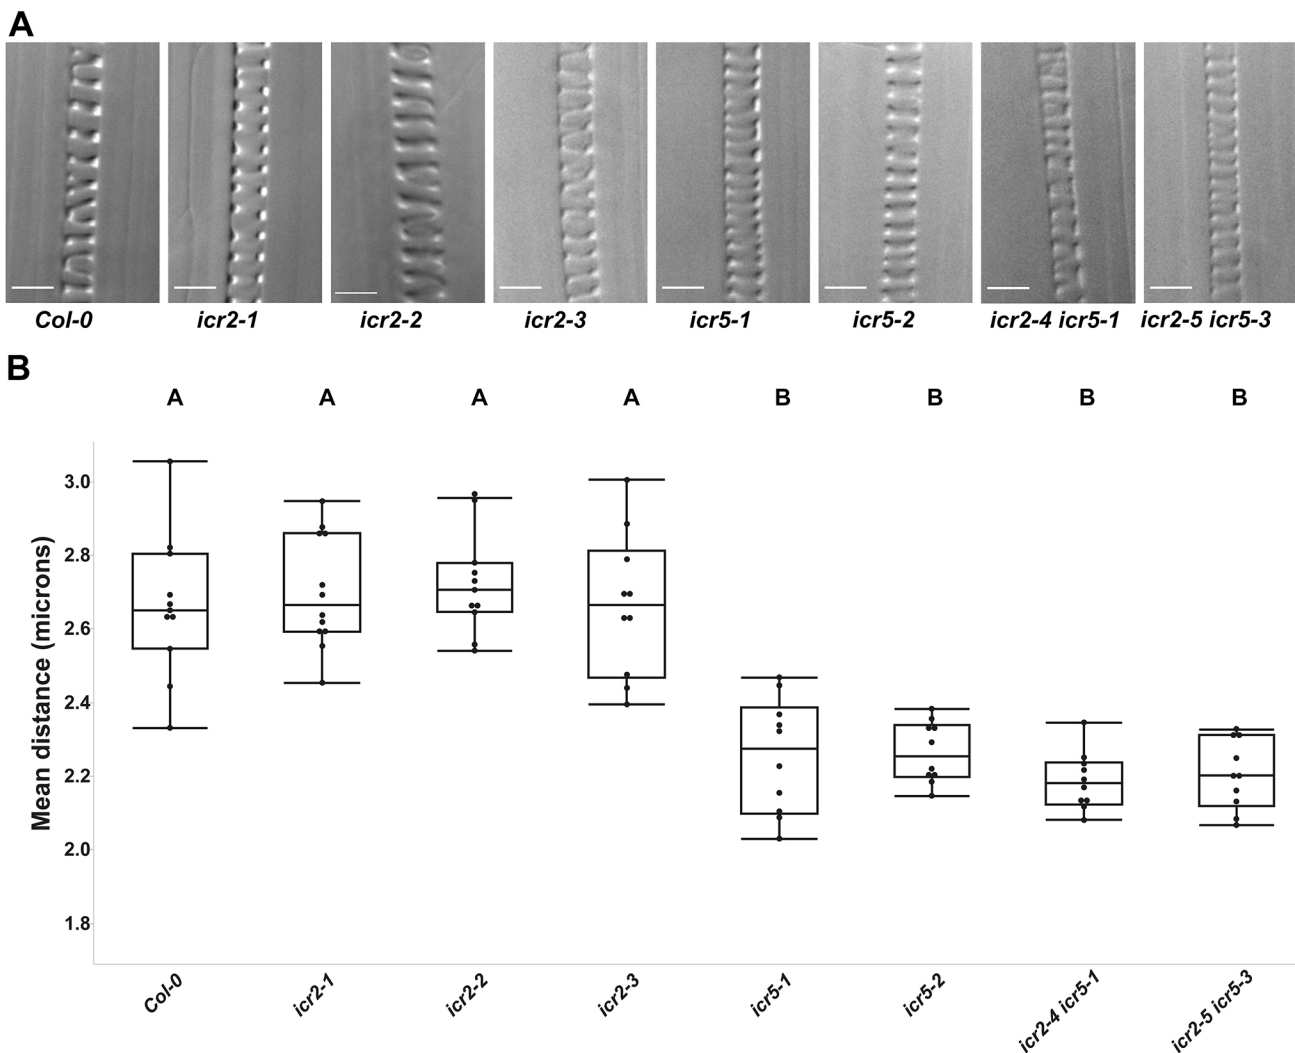 A
Col-0 icr2-1 icr2-2 icr2-3 icr5-1 icr5-2 icr2-4 icr5-1 icr2-5 icr5-3
B
A A A A B B B B
Mean distance (microns)
3.0
2.8
2.6
2.4
2.2
2.0
1.8
Col-0 icr2-1 icr2-2 icr2-3 icr5-1 icr5-2 icr2-4 icr5-1 icr2-5 icr5-3